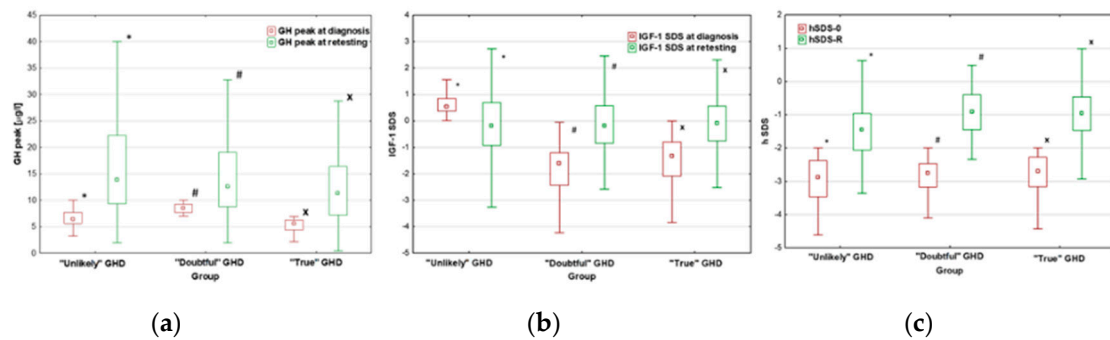 GH peak at diagnosis
GH peak at retesting
GH peak [µg/l]
45
40
35
30
25
20
15
10
5
0
* * # # x x
"Unlikely" GHD "Doubtful" GHD "True" GHD
Group
(a)
IGF-1 SDS at diagnosis
IGF-1 SDS at retesting
IGF-1 SDS
4
3
2
1
0
-1
-2
-3
-4
-5
* * # # x x
"Unlikely" GHD "Doubtful" GHD "True" GHD
Group
(b)
hSDS-0
hSDS-R
h SDS
2
1
0
-1
-2
-3
-4
-5
* * # # x x
"Unlikely" GHD "Doubtful" GHD "True" GHD
Group
(c)